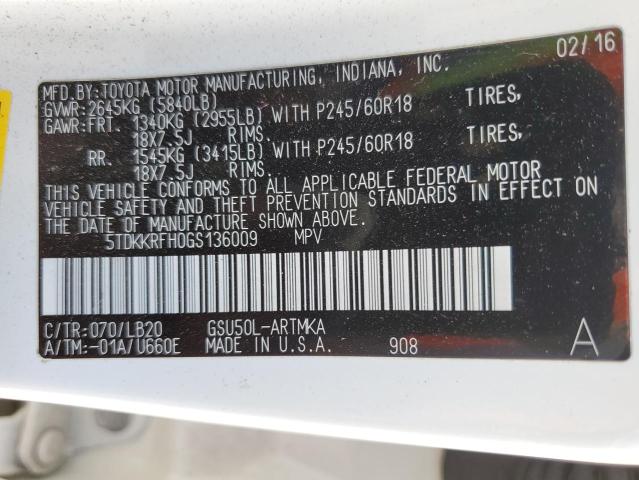 02/16
MFD.BY:TOYOTA MOTOR MANUFACTURING, INDIANA, INC.
GVWR:2645KG (5840LB)
GAWR:FRT. 1340KG (2955LB) WITH P245/60R18 TIRES,
18X7.5J RIMS.
RR. 1545KG (3415LB) WITH P245/60R18 TIRES,
18X7.5J RIMS.
THIS VEHICLE CONFORMS TO ALL APPLICABLE FEDERAL MOTOR
VEHICLE SAFETY AND THEFT PREVENTION STANDARDS IN EFFECT ON
THE DATE OF MANUFACTURE SHOWN ABOVE.
5TDKKRFH0GS136009 MPV
C/TR:070/LB20 GSU50L-ARTMKA
A/TM:-01A/U660E MADE IN U.S.A. 908 A